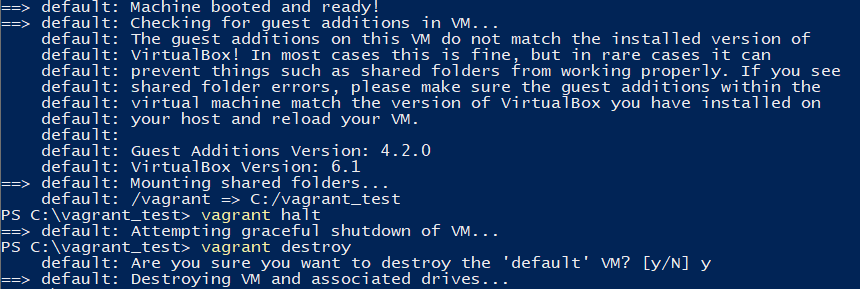 ==> default: Machine booted and ready!
==> default: Checking for guest additions in VM...
    default: The guest additions on this VM do not match the installed version of
    default: VirtualBox! In most cases this is fine, but in rare cases it can
    default: prevent things such as shared folders from working properly. If you see
    default: shared folder errors, please make sure the guest additions within the
    default: virtual machine match the version of VirtualBox you have installed on
    default: your host and reload your VM.
    default:
    default: Guest Additions Version: 4.2.0
    default: VirtualBox Version: 6.1
==> default: Mounting shared folders...
    default: /vagrant => C:/vagrant_test
PS C:\vagrant_test> vagrant halt
==> default: Attempting graceful shutdown of VM...
PS C:\vagrant_test> vagrant destroy
    default: Are you sure you want to destroy the 'default' VM? [y/N] y
==> default: Destroying VM and associated drives...